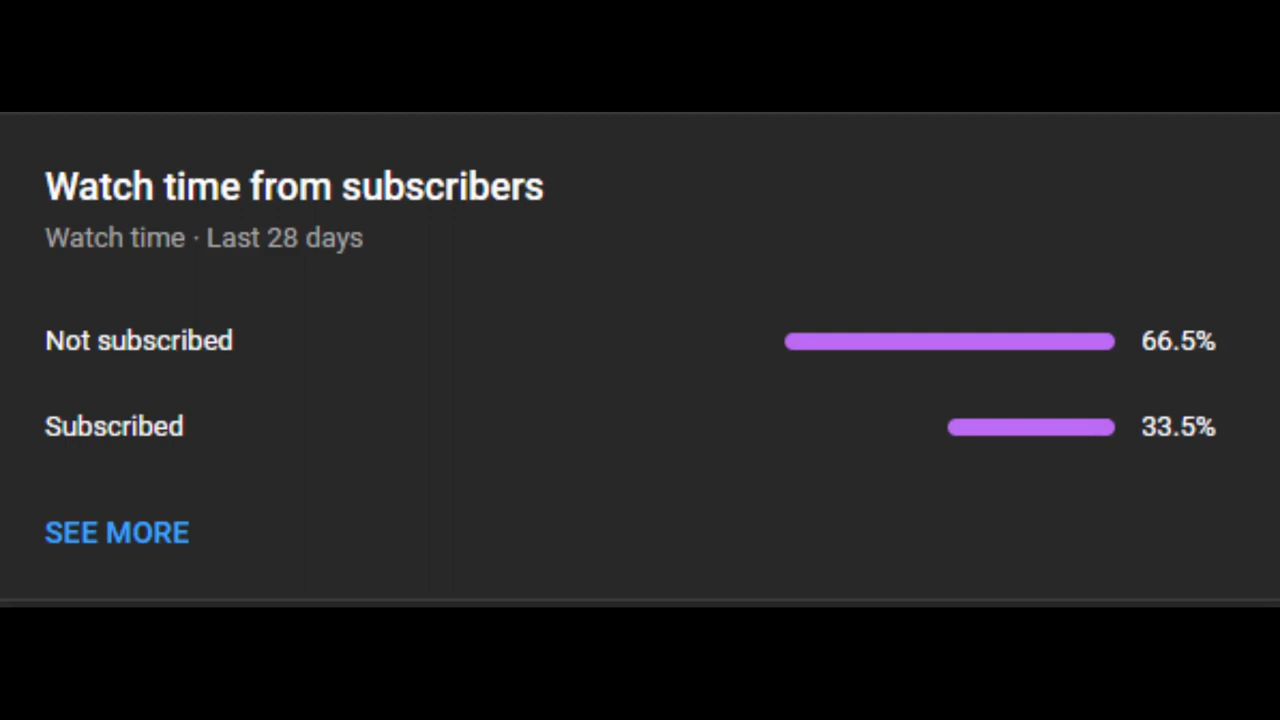 Watch time from subscribers
Watch time · Last 28 days
Not subscribed 66.5%
Subscribed 33.5%
SEE MORE